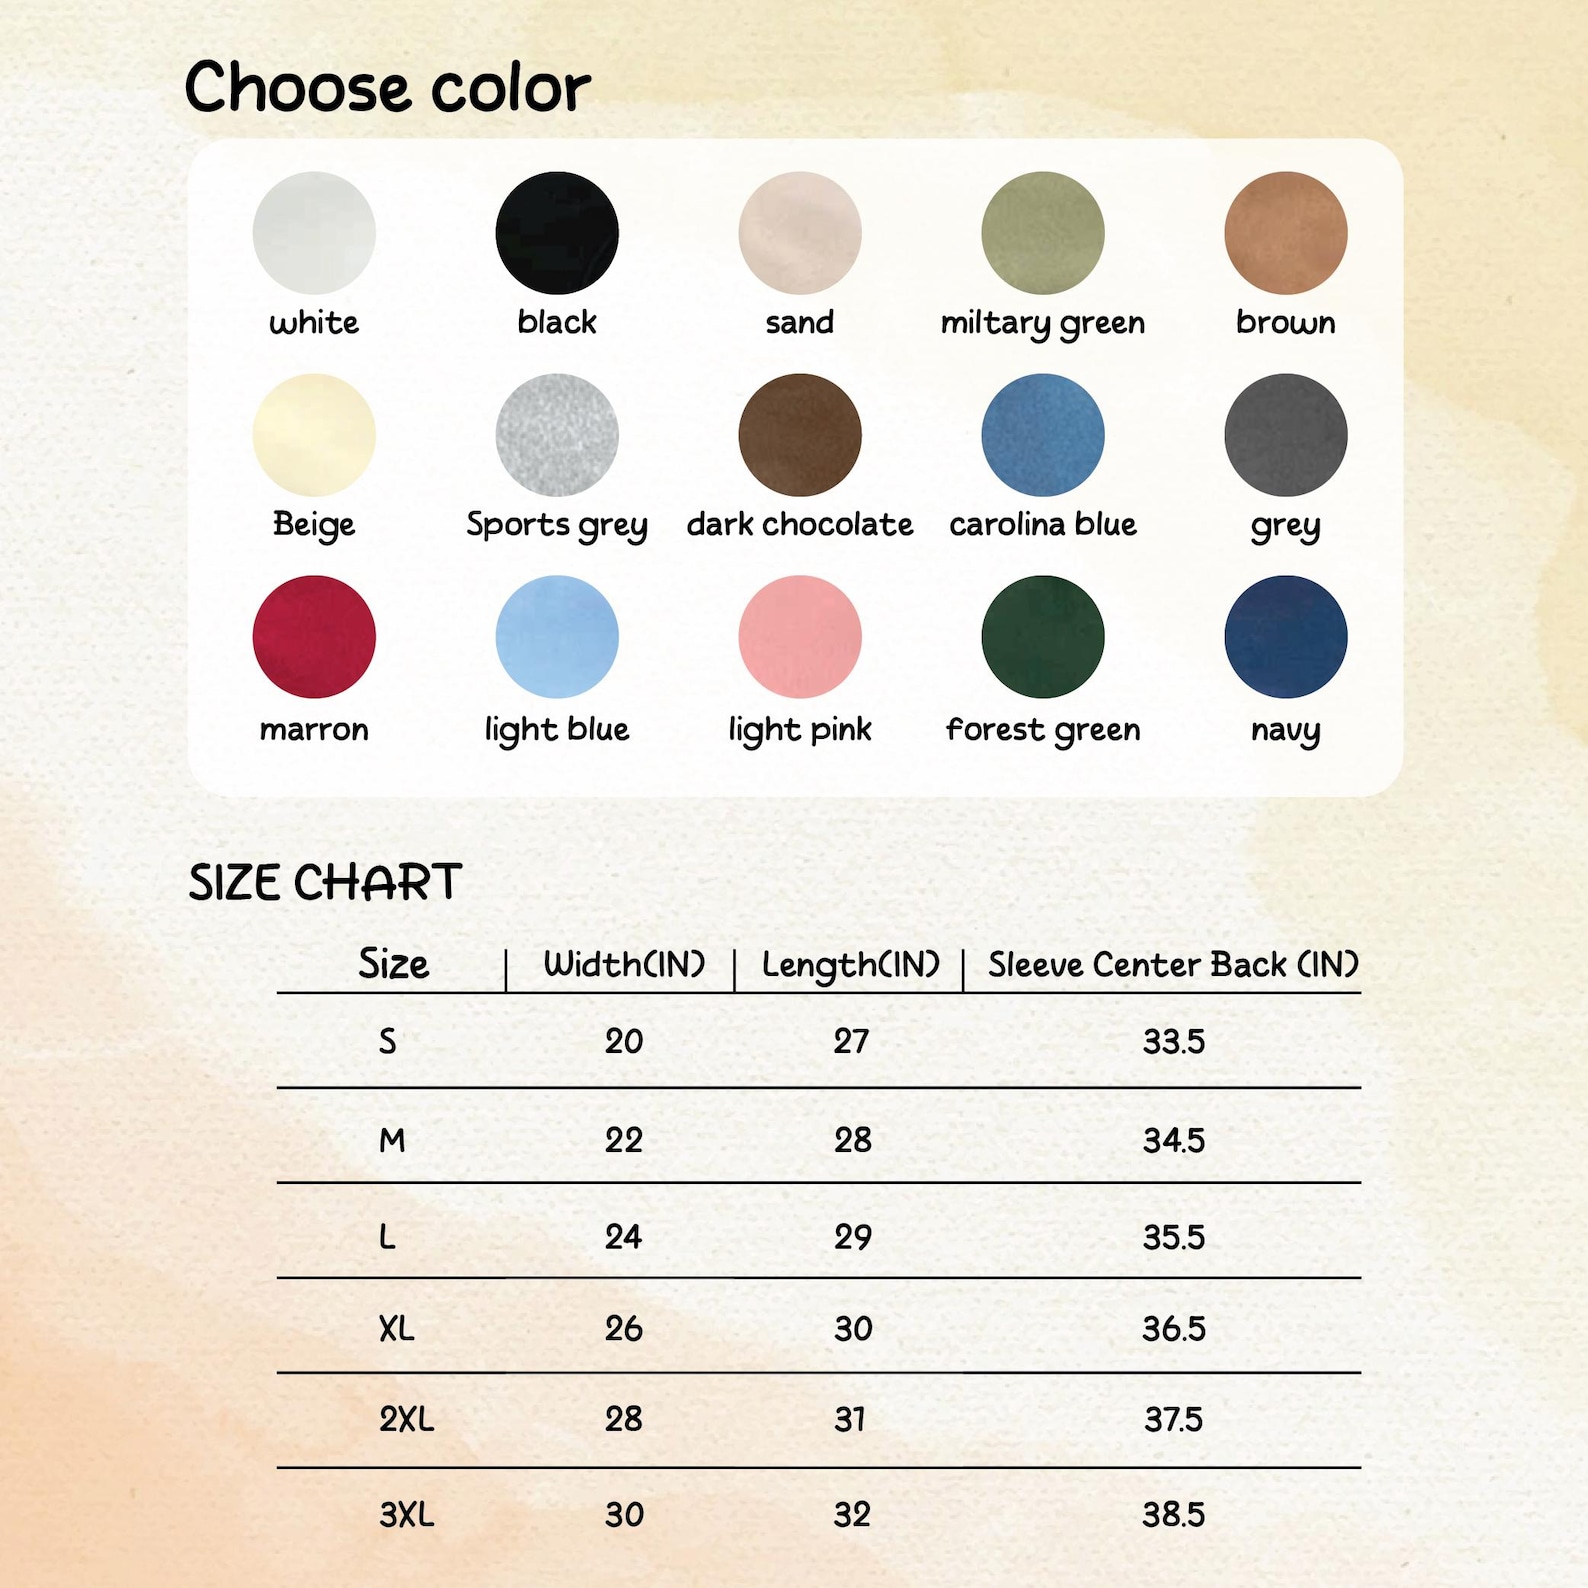 Choose color
white black sand miltary green brown
Beige Sports grey dark chocolate carolina blue grey
marron light blue light pink forest green navy
SIZE CHART
Size Width(IN) Length(IN) Sleeve Center Back (IN)
S 20 27 33.5
M 22 28 34.5
L 24 29 35.5
XL 26 30 36.5
2XL 28 31 37.5
3XL 30 32 38.5